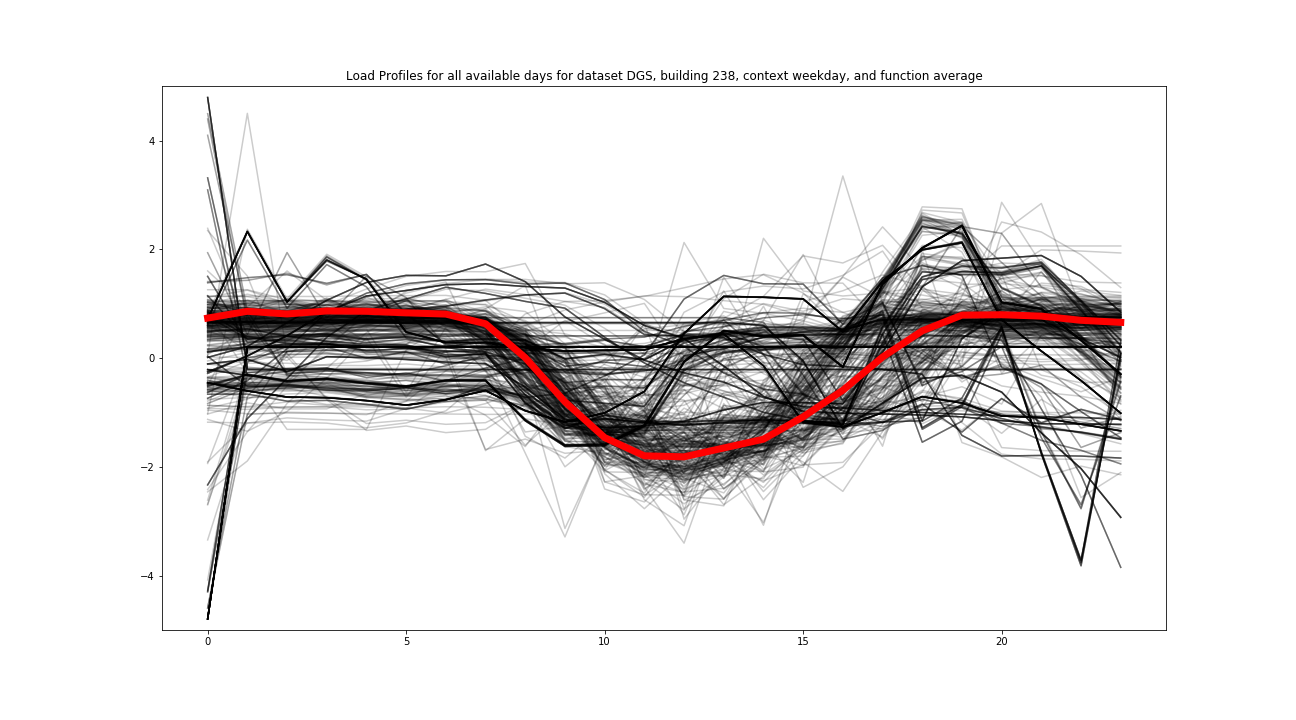 Load Profiles for all available days for dataset DGS, building 238, context weekday, and function average
4
2
0
−2
−4
0 5 10 15 20